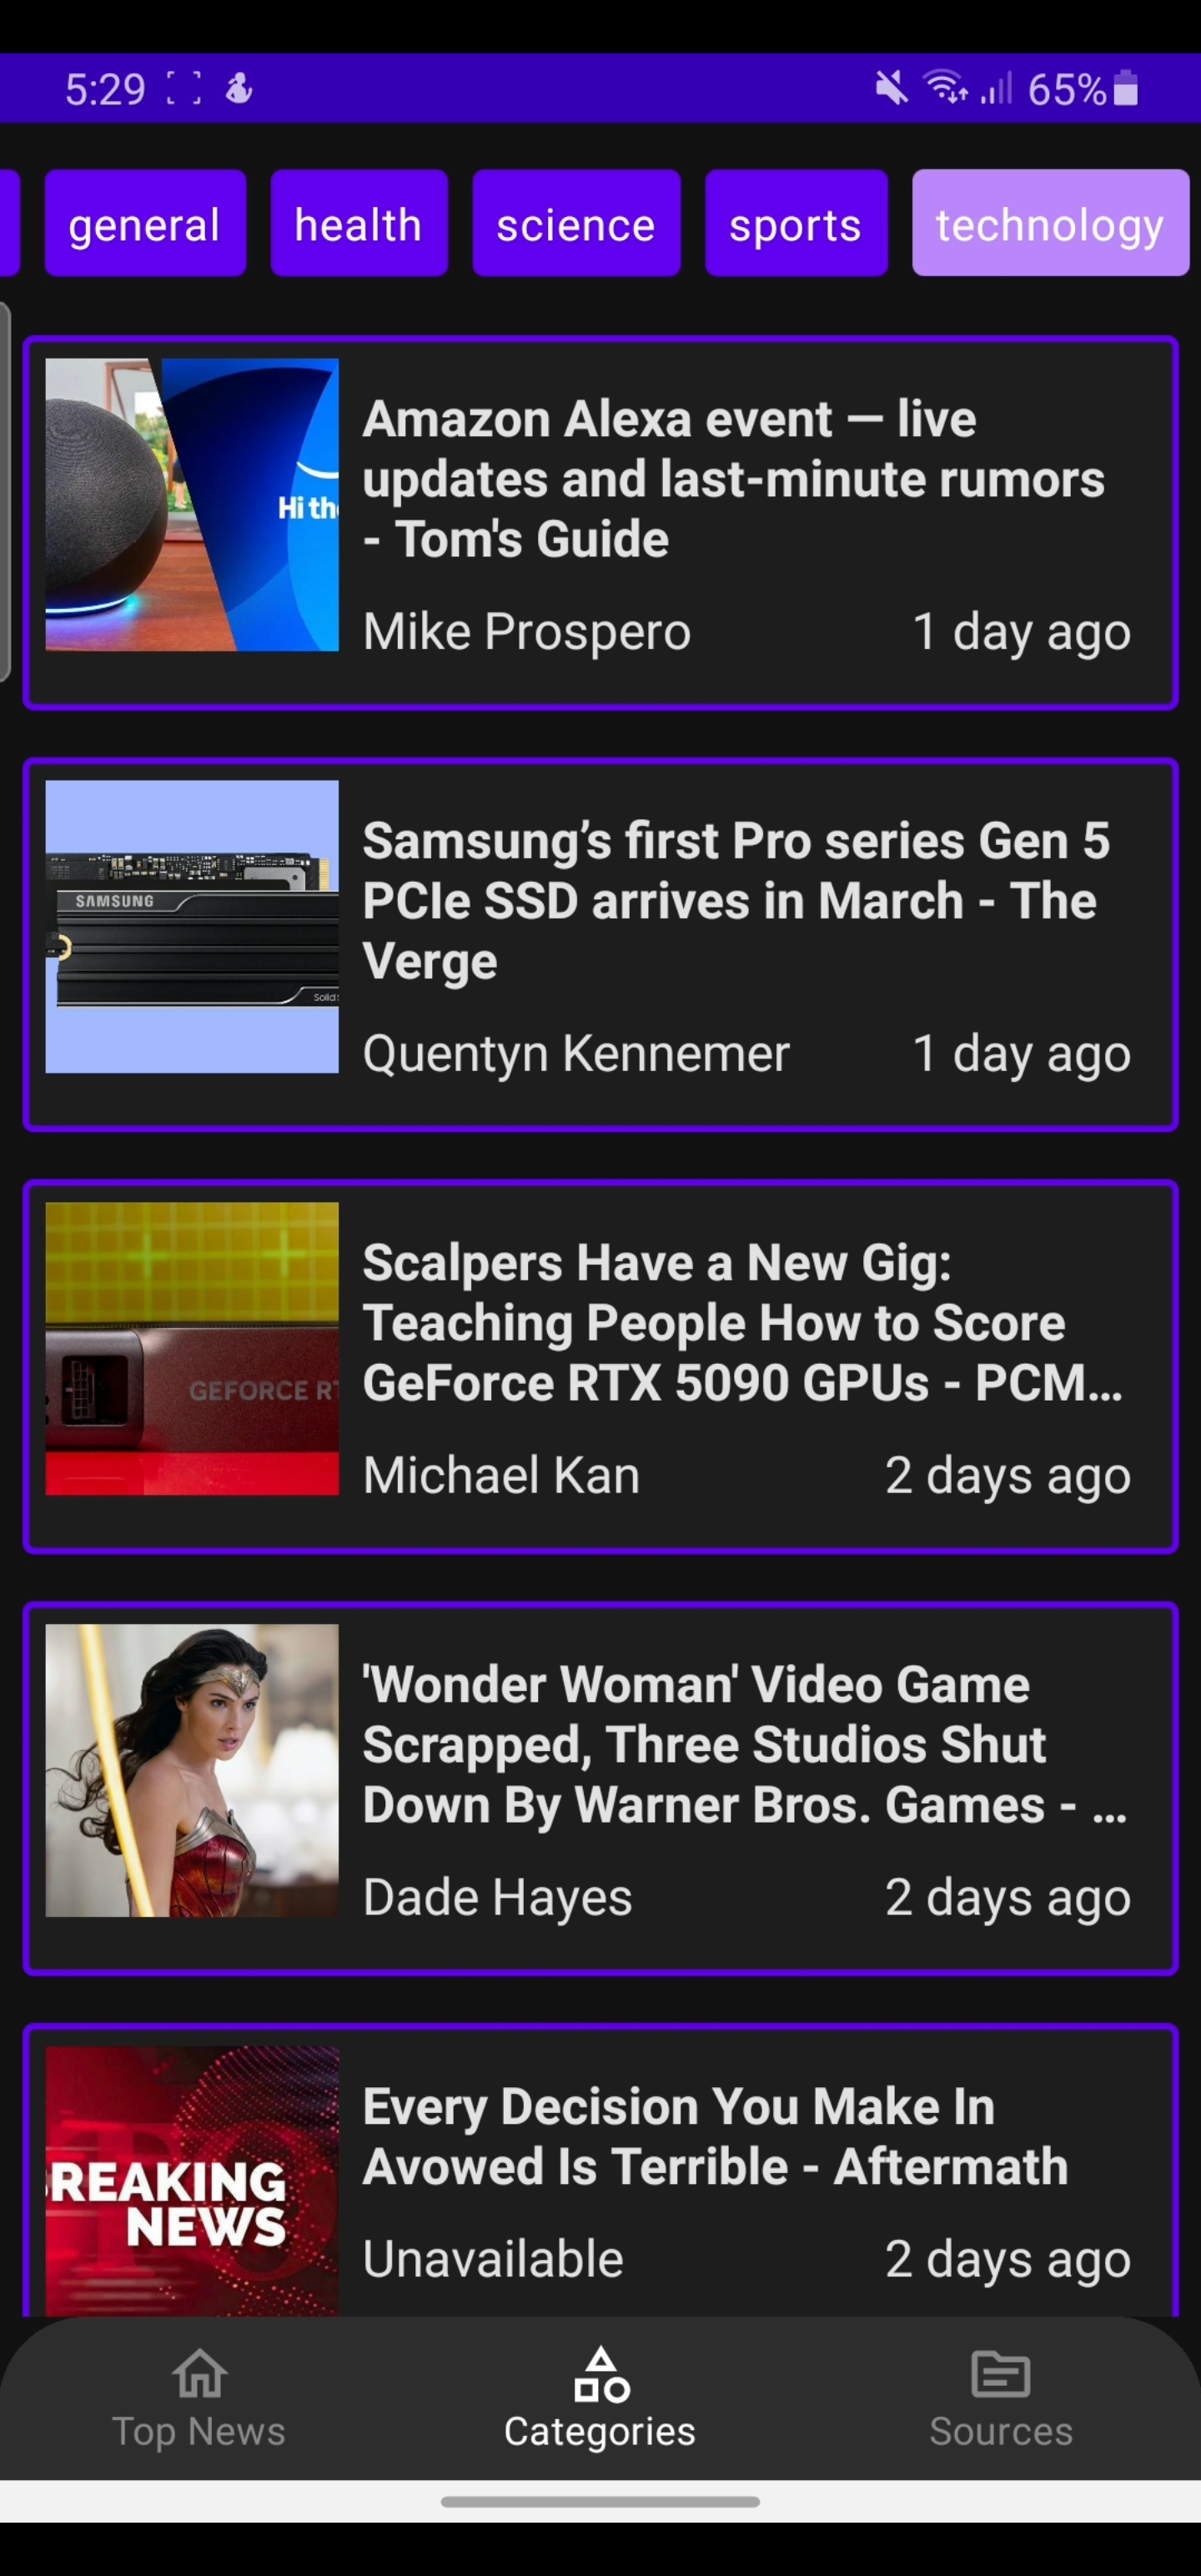 5:29
65%
general
health
science
sports
technology
Hi th
Amazon Alexa event — live
updates and last-minute rumors
- Tom's Guide
Mike Prospero
1 day ago
SAMSUNG
Solid
Samsung’s first Pro series Gen 5
PCIe SSD arrives in March - The
Verge
Quentyn Kennemer
1 day ago
GEFORCE RT
Scalpers Have a New Gig:
Teaching People How to Score
GeForce RTX 5090 GPUs - PCM...
Michael Kan
2 days ago
'Wonder Woman' Video Game
Scrapped, Three Studios Shut
Down By Warner Bros. Games - ...
Dade Hayes
2 days ago
REAKING
NEWS
Every Decision You Make In
Avowed Is Terrible - Aftermath
Unavailable
2 days ago
Top News
Categories
Sources